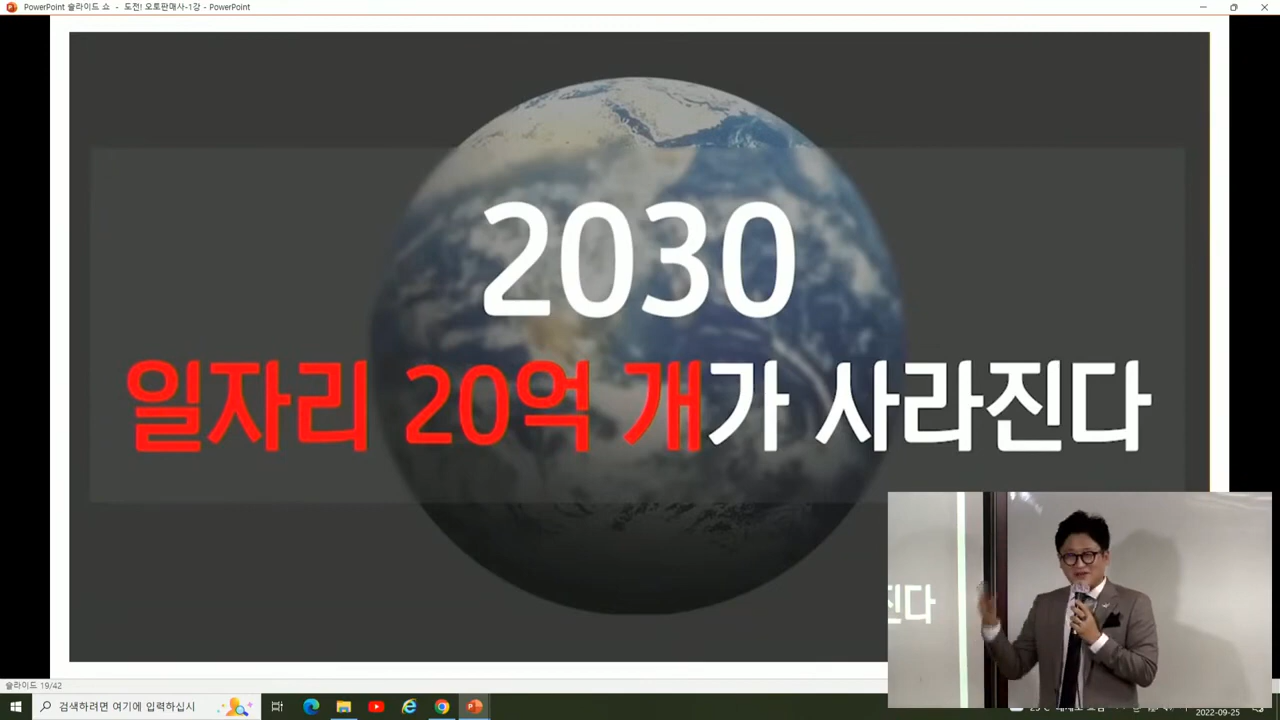 PowerPoint 슬라이드 쇼 - 도전! 오토판매사-1강 - PowerPoint
2030
일자리 20억 개가 사라진다
진다
슬라이드 19/42
검색하려면 여기에 입력하십시
2022-09-25